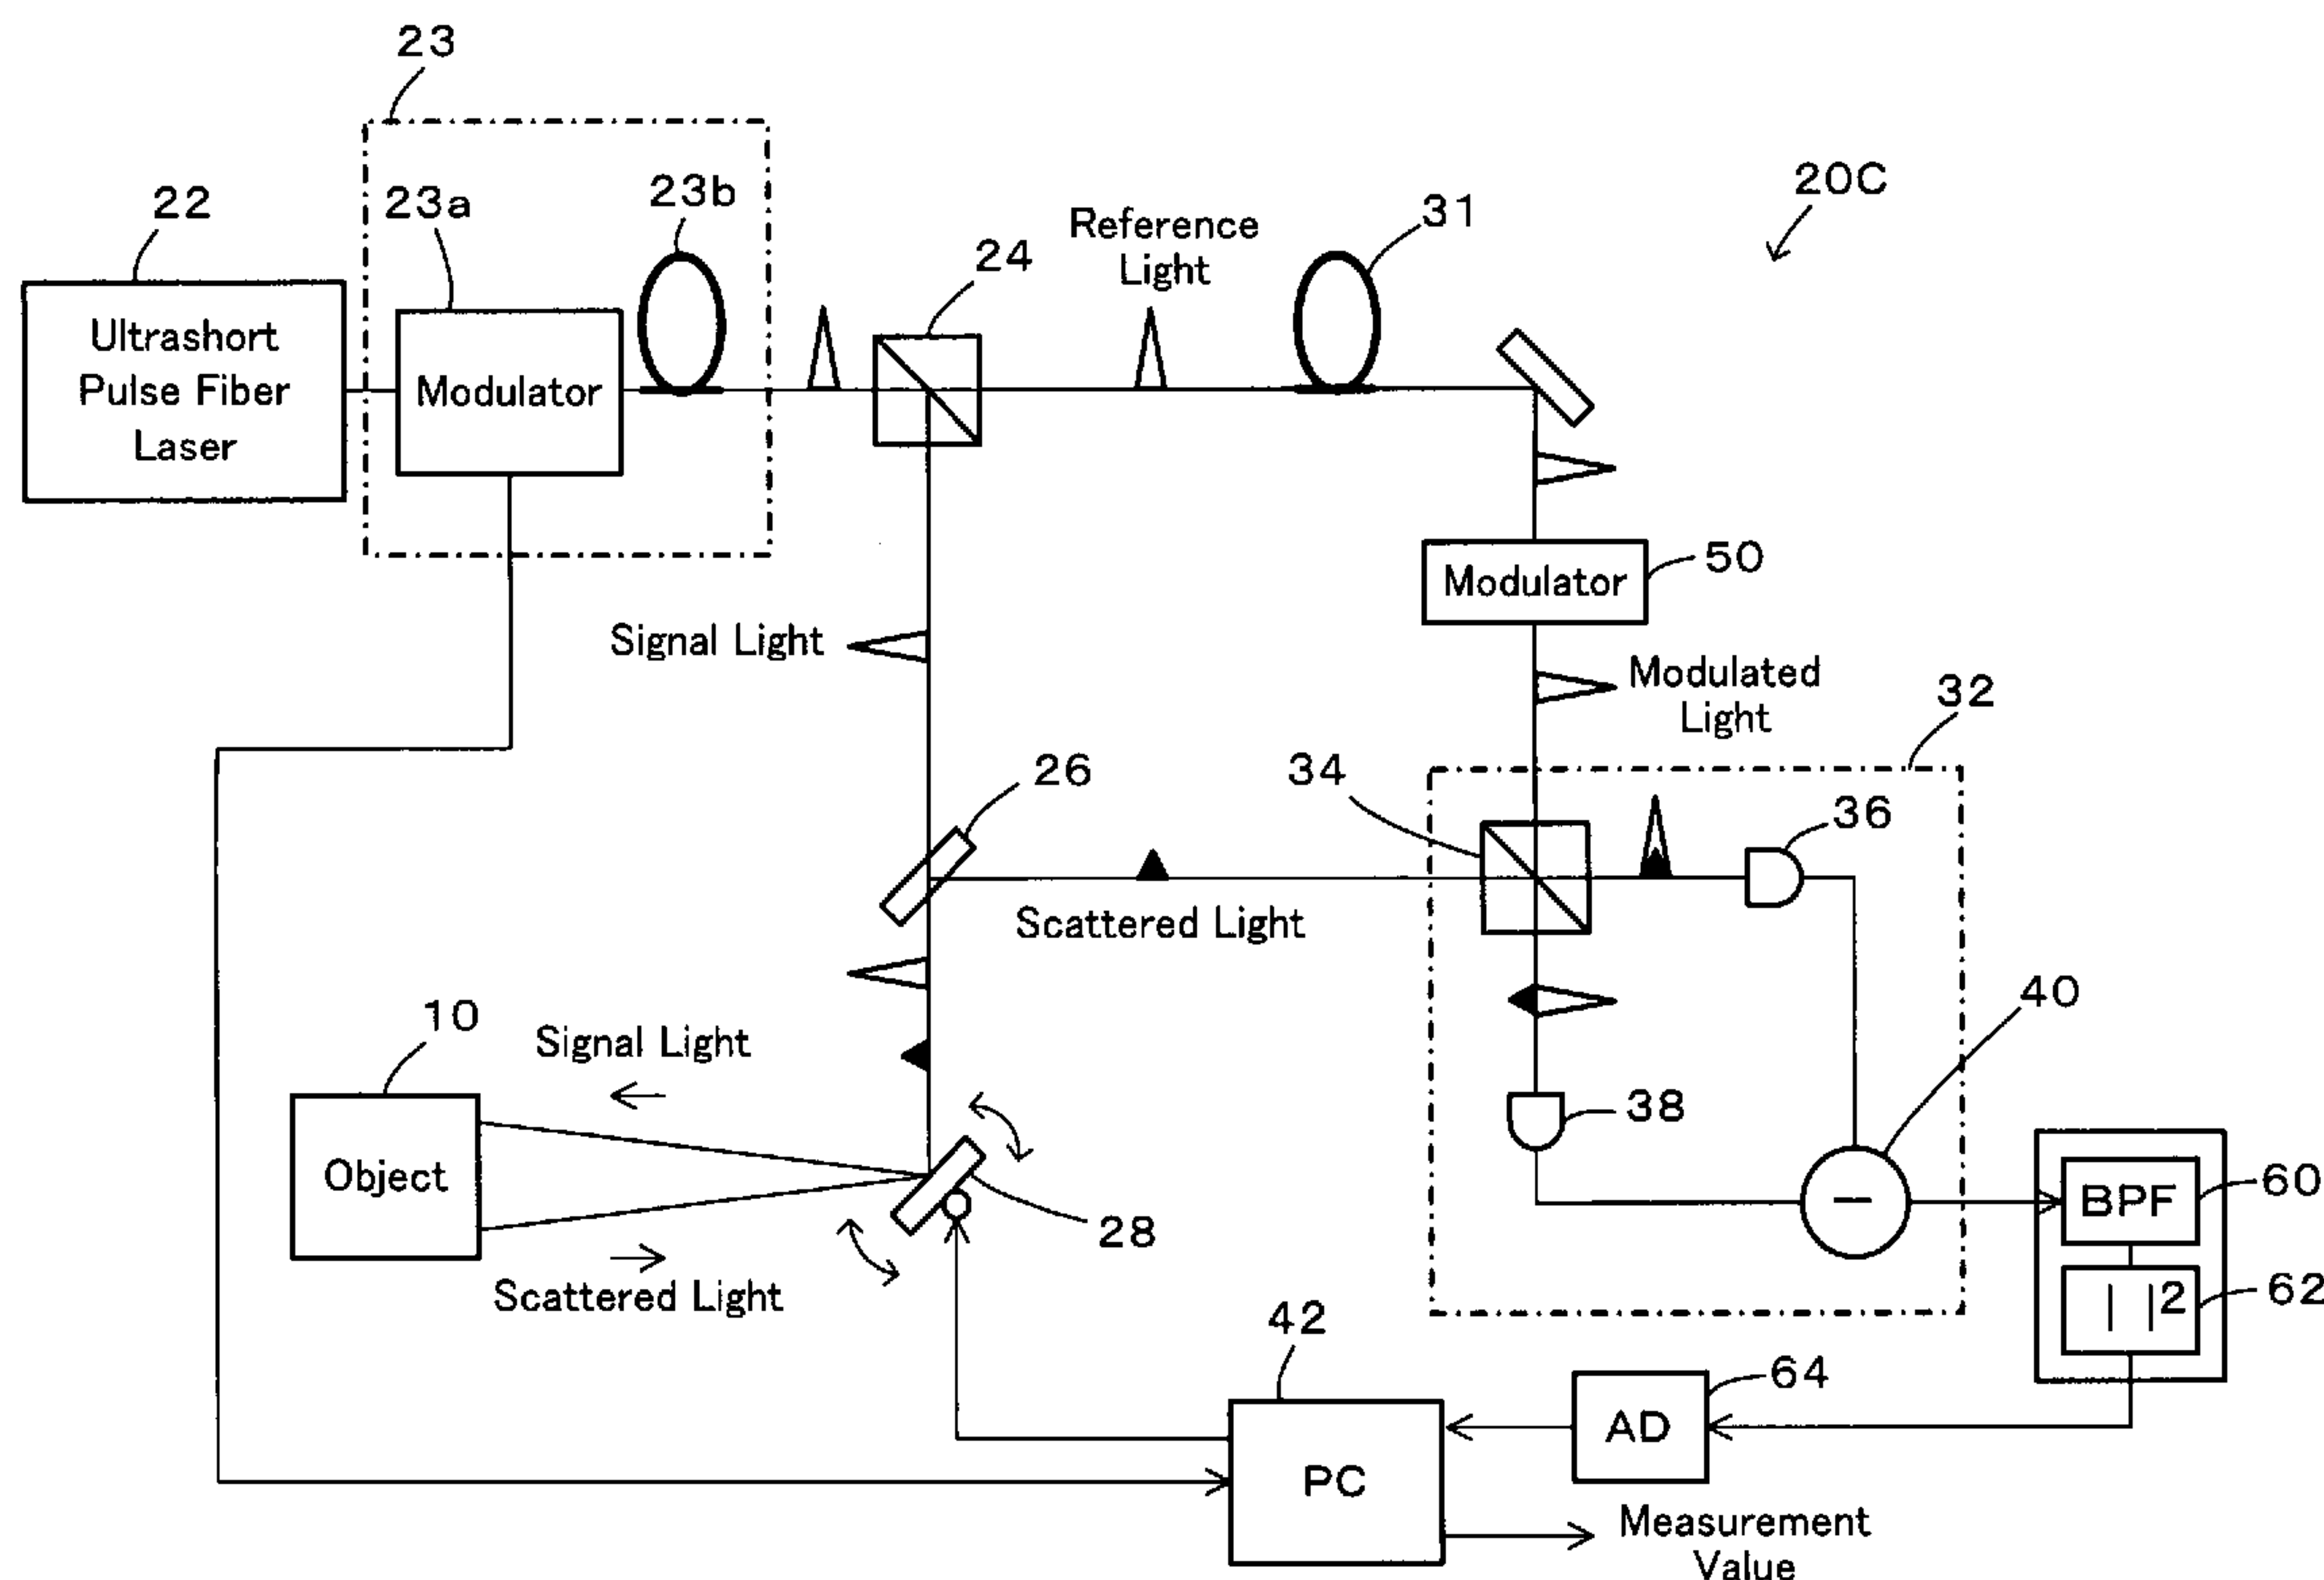 23
20C
22
23a
23b
24
Reference
Light
31
Ultrashort
Pulse Fiber
Laser
Modulator
Modulator
50
Signal Light
Modulated
Light
32
26
34
36
Scattered Light
10
Signal Light
40
38
Object
28
BPF
60
Scattered Light
| |2
62
42
64
AD
PC
Measurement
Value